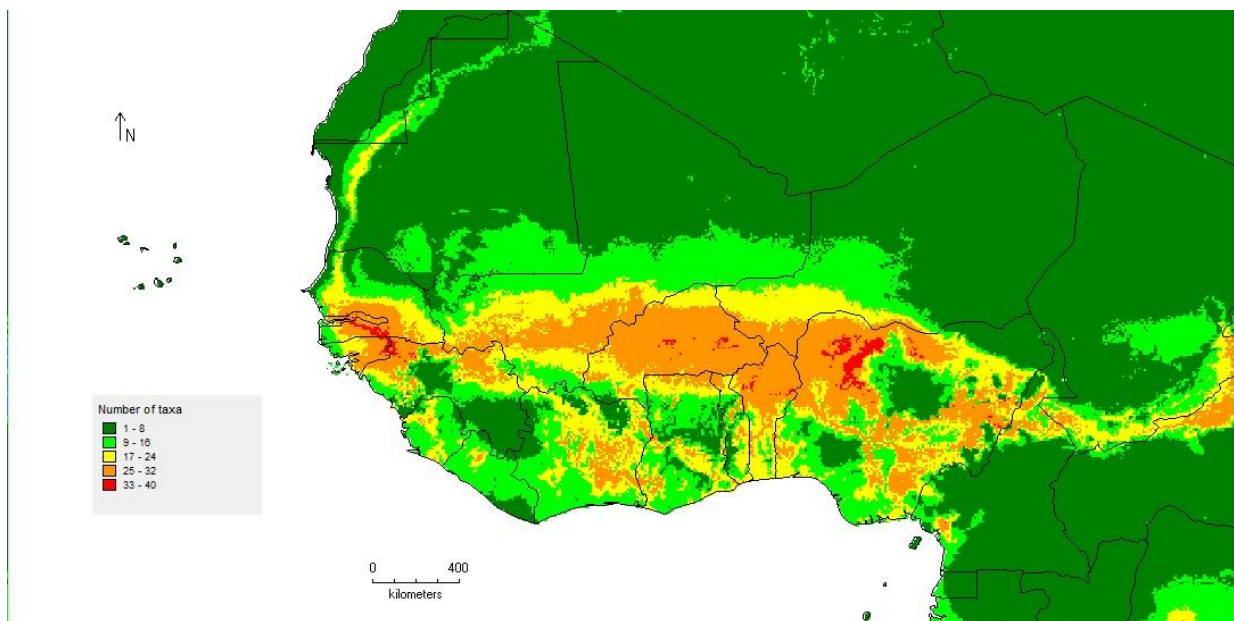 N
Number of taxa
1 - 8
9 - 16
17 - 24
25 - 32
33 - 40
0 400
kilometers